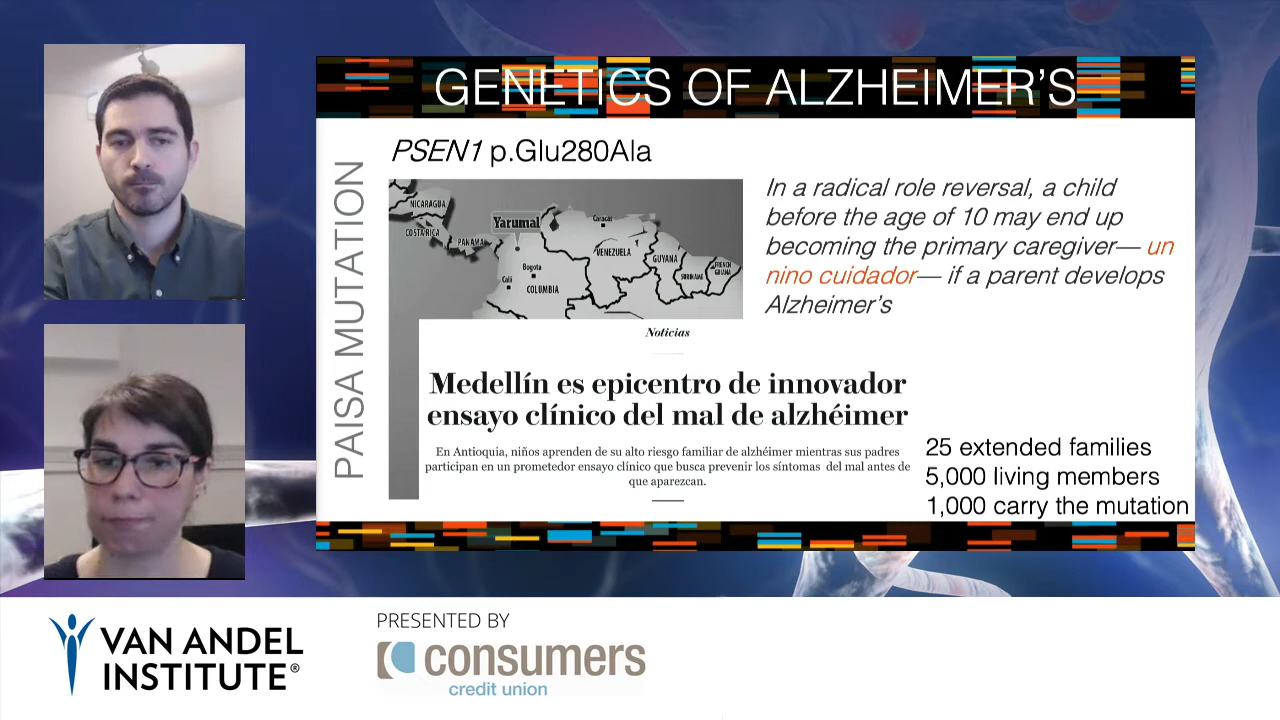 GENETICS OF ALZHEIMER'S
PAISA MUTATION
PSEN1 p.Glu280Ala
NICARAGUA
COSTA RICA
PANAMA
Yarumal
Caracas
VENEZUELA
GUYANA
SURINAME
FRENCH
GUIANA
Bogota
Cali
COLUMBIA
In a radical role reversal, a child
before the age of 10 may end up
becoming the primary caregiver— un
nino cuidador— if a parent develops
Alzheimer's
Noticias
Medellín es epicentro de innovador
ensayo clínico del mal de alzhéimer
En Antioquia, niños aprenden de su alto riesgo familiar de alzhéimer mientras sus padres
participan en un prometedor ensayo clínico que busca prevenir los síntomas del mal antes de
que aparezcan.
25 extended families
5,000 living members
1,000 carry the mutation
VAN ANDEL
INSTITUTE®
PRESENTED BY
consumers
credit union